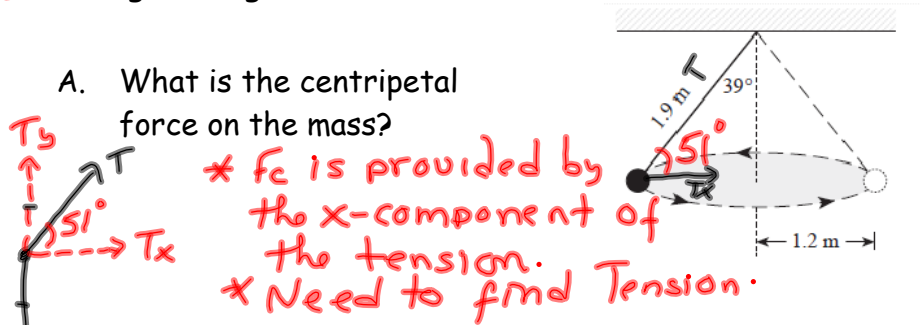 A. What is the centripetal
force on the mass?
* Fc is provided by
the x-component of
the tension.
* Need to find Tension.
Ty
T
51°
Tx
T
1.9 m
39°
51°
Tx
1.2 m